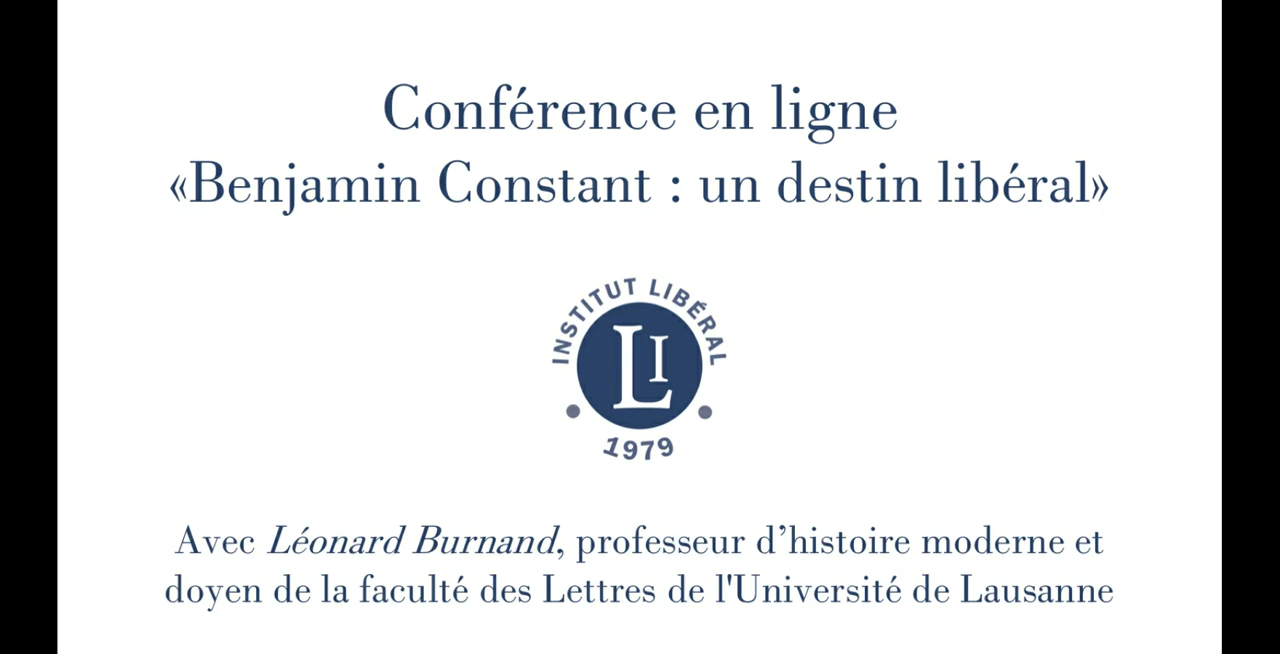 Conférence en ligne
«Benjamin Constant : un destin libéral»
INSTITUT LIBÉRAL
LI
1979
Avec Léonard Burnand, professeur d’histoire moderne et
doyen de la faculté des Lettres de l'Université de Lausanne